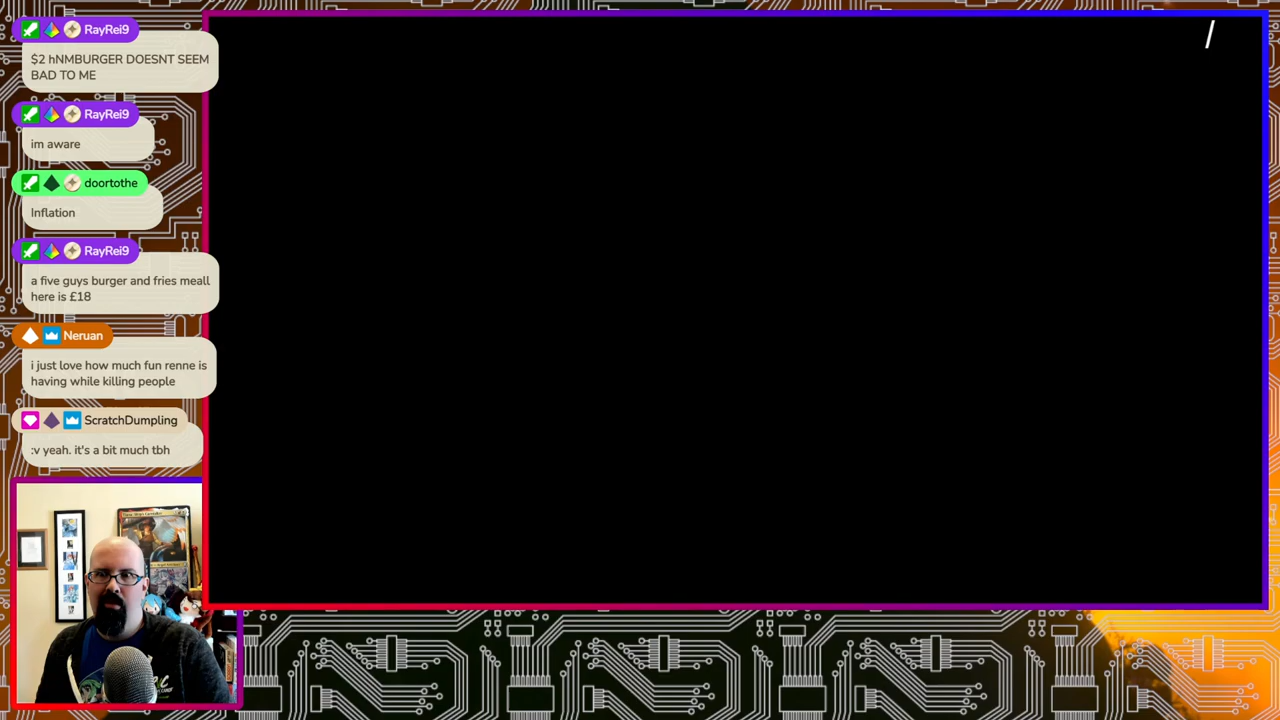 RayRei9
$2 hNMBURGER DOESNT SEEM
BAD TO ME
RayRei9
im aware
doortothe
Inflation
RayRei9
a five guys burger and fries meall
here is £18
Neruan
i just love how much fun renne is
having while killing people
ScratchDumpling
:v yeah. it's a bit much tbh
/